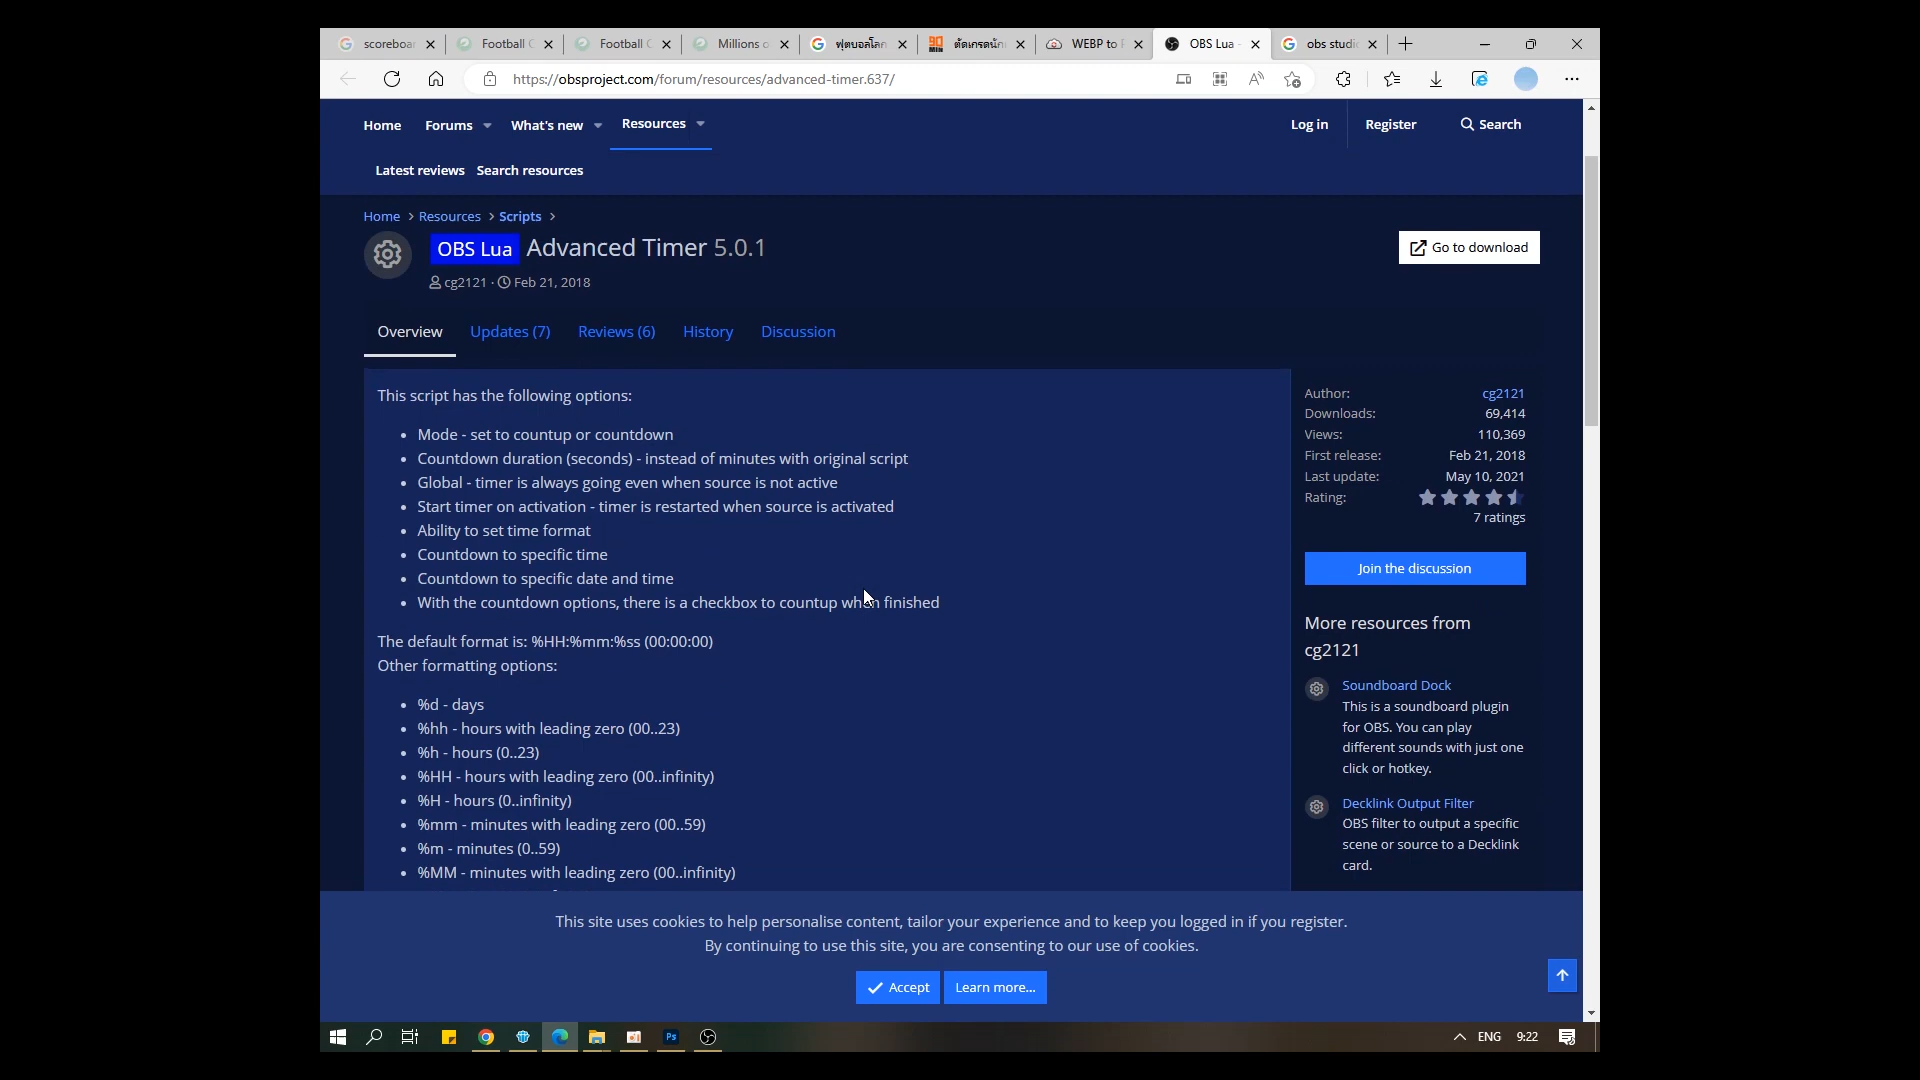 scoreboar
Football C
Football C
Millions o
ฟุตบอลโลก
ตัดเกรดนัก
WEBP to P
OBS Lua -
obs studi
https://obsproject.com/forum/resources/advanced-timer.637/
Home
Forums
What's new
Resources
Log in
Register
Search
Latest reviews
Search resources
Home > Resources > Scripts >
OBS Lua Advanced Timer 5.0.1
Go to download
cg2121 · Feb 21, 2018
Overview
Updates (7)
Reviews (6)
History
Discussion
This script has the following options:
• Mode - set to countup or countdown
• Countdown duration (seconds) - instead of minutes with original script
• Global - timer is always going even when source is not active
• Start timer on activation - timer is restarted when source is activated
• Ability to set time format
• Countdown to specific time
• Countdown to specific date and time
• With the countdown options, there is a checkbox to countup when finished
The default format is: %HH:%mm:%ss (00:00:00)
Other formatting options:
• %d - days
• %hh - hours with leading zero (00..23)
• %h - hours (0..23)
• %HH - hours with leading zero (00..infinity)
• %H - hours (0..infinity)
• %mm - minutes with leading zero (00..59)
• %m - minutes (0..59)
• %MM - minutes with leading zero (00..infinity)
Author: cg2121
Downloads: 69,414
Views: 110,369
First release: Feb 21, 2018
Last update: May 10, 2021
Rating:
7 ratings
Join the discussion
More resources from
cg2121
Soundboard Dock
This is a soundboard plugin
for OBS. You can play
different sounds with just one
click or hotkey.
Decklink Output Filter
OBS filter to output a specific
scene or source to a Decklink
card.
This site uses cookies to help personalise content, tailor your experience and to keep you logged in if you register.
By continuing to use this site, you are consenting to our use of cookies.
Accept
Learn more...
Ps
ENG
9:22